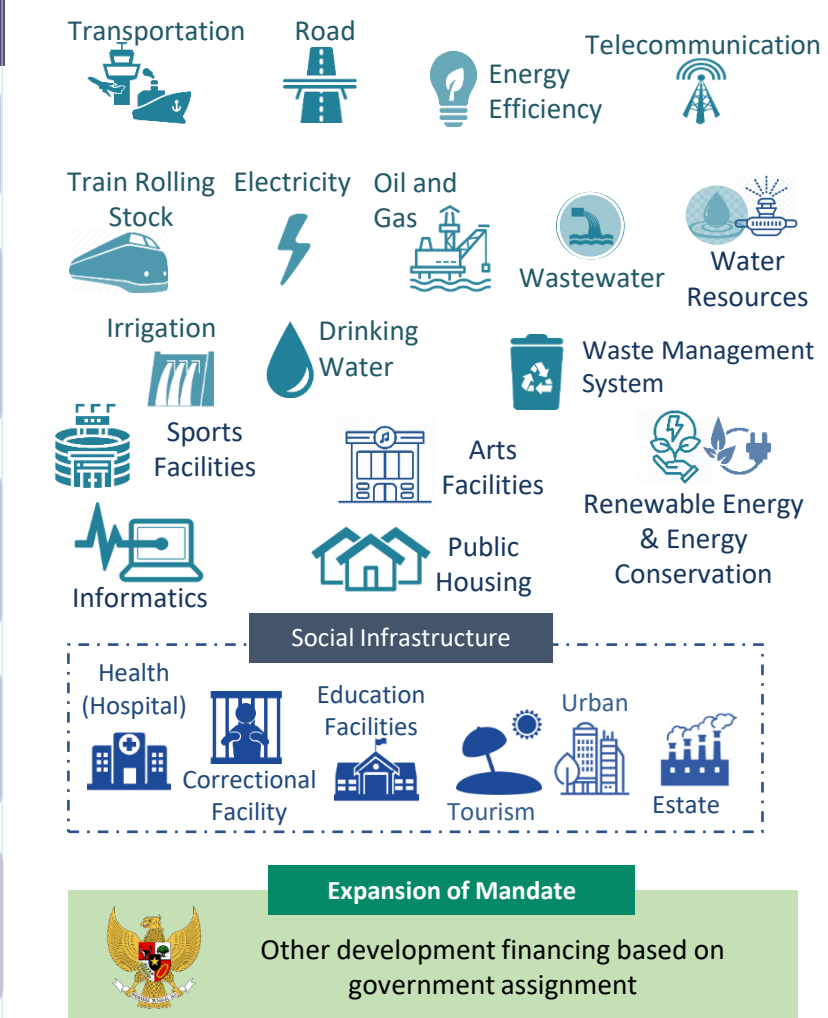 Transportation
Road
Telecommunication
Energy
Efficiency
Train Rolling
Stock
Electricity
Oil and
Gas
Wastewater
Water
Resources
Irrigation
Drinking
Water
Waste Management
System
Sports
Facilities
Arts
Facilities
Renewable Energy
& Energy
Conservation
Informatics
Public
Housing
Social Infrastructure
Health
(Hospital)
Correctional
Facility
Education
Facilities
Tourism
Urban
Estate
Expansion of Mandate
Other development financing based on
government assignment